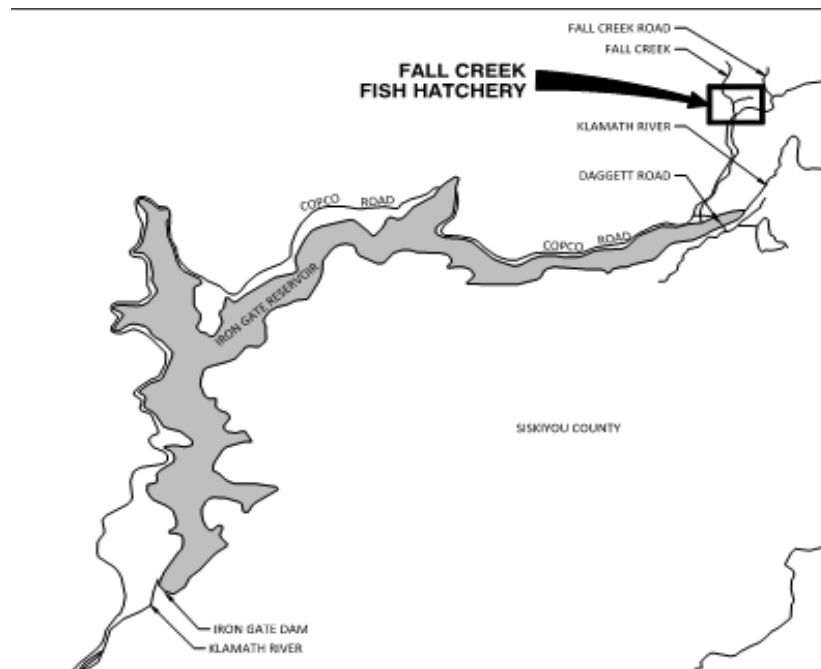 FALL CREEK ROAD
FALL CREEK
FALL CREEK
FISH HATCHERY
KLAMATH RIVER
DAGGETT ROAD
COPCO ROAD
COPCO ROAD
IRON GATE RESERVOIR
SISKIYOU COUNTY
IRON GATE DAM
KLAMATH RIVER